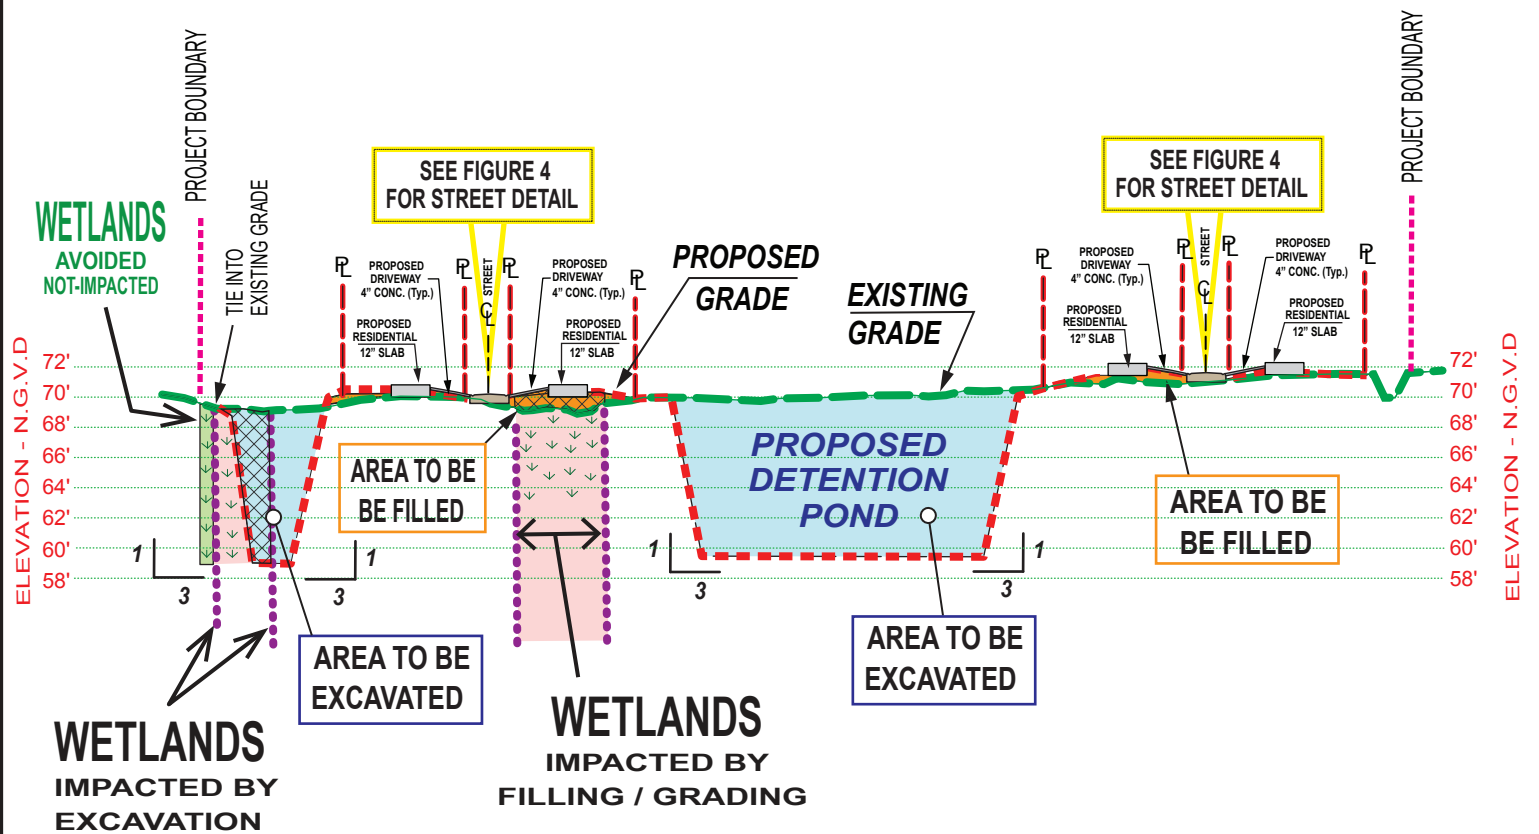 PROJECT BOUNDARY
PROJECT BOUNDARY
SEE FIGURE 4
FOR STREET DETAIL
SEE FIGURE 4
FOR STREET DETAIL
WETLANDS
AVOIDED
NOT-IMPACTED
TIE INTO
EXISTING GRADE
PL
PROPOSED
DRIVEWAY
4” CONC. (Typ.)
PROPOSED
RESIDENTIAL
12” SLAB
PL
STREET
CL
PL
PROPOSED
DRIVEWAY
4” CONC. (Typ.)
PROPOSED
RESIDENTIAL
12” SLAB
PL
PROPOSED
GRADE
EXISTING
GRADE
PL
PROPOSED
DRIVEWAY
4” CONC. (Typ.)
PROPOSED
RESIDENTIAL
12” SLAB
PL
STREET
CL
PL
PROPOSED
DRIVEWAY
4” CONC. (Typ.)
PROPOSED
RESIDENTIAL
12” SLAB
PL
ELEVATION - N.G.V.D
72'
70'
68'
66'
64'
62'
60'
58'
72'
70'
68'
66'
64'
62'
60'
58'
ELEVATION - N.G.V.D
AREA TO BE
BE FILLED
PROPOSED
DETENTION
POND
AREA TO BE
BE FILLED
1
3
1
3
1
3
1
3
AREA TO BE
EXCAVATED
AREA TO BE
EXCAVATED
WETLANDS
IMPACTED BY
EXCAVATION
WETLANDS
IMPACTED BY
FILLING / GRADING